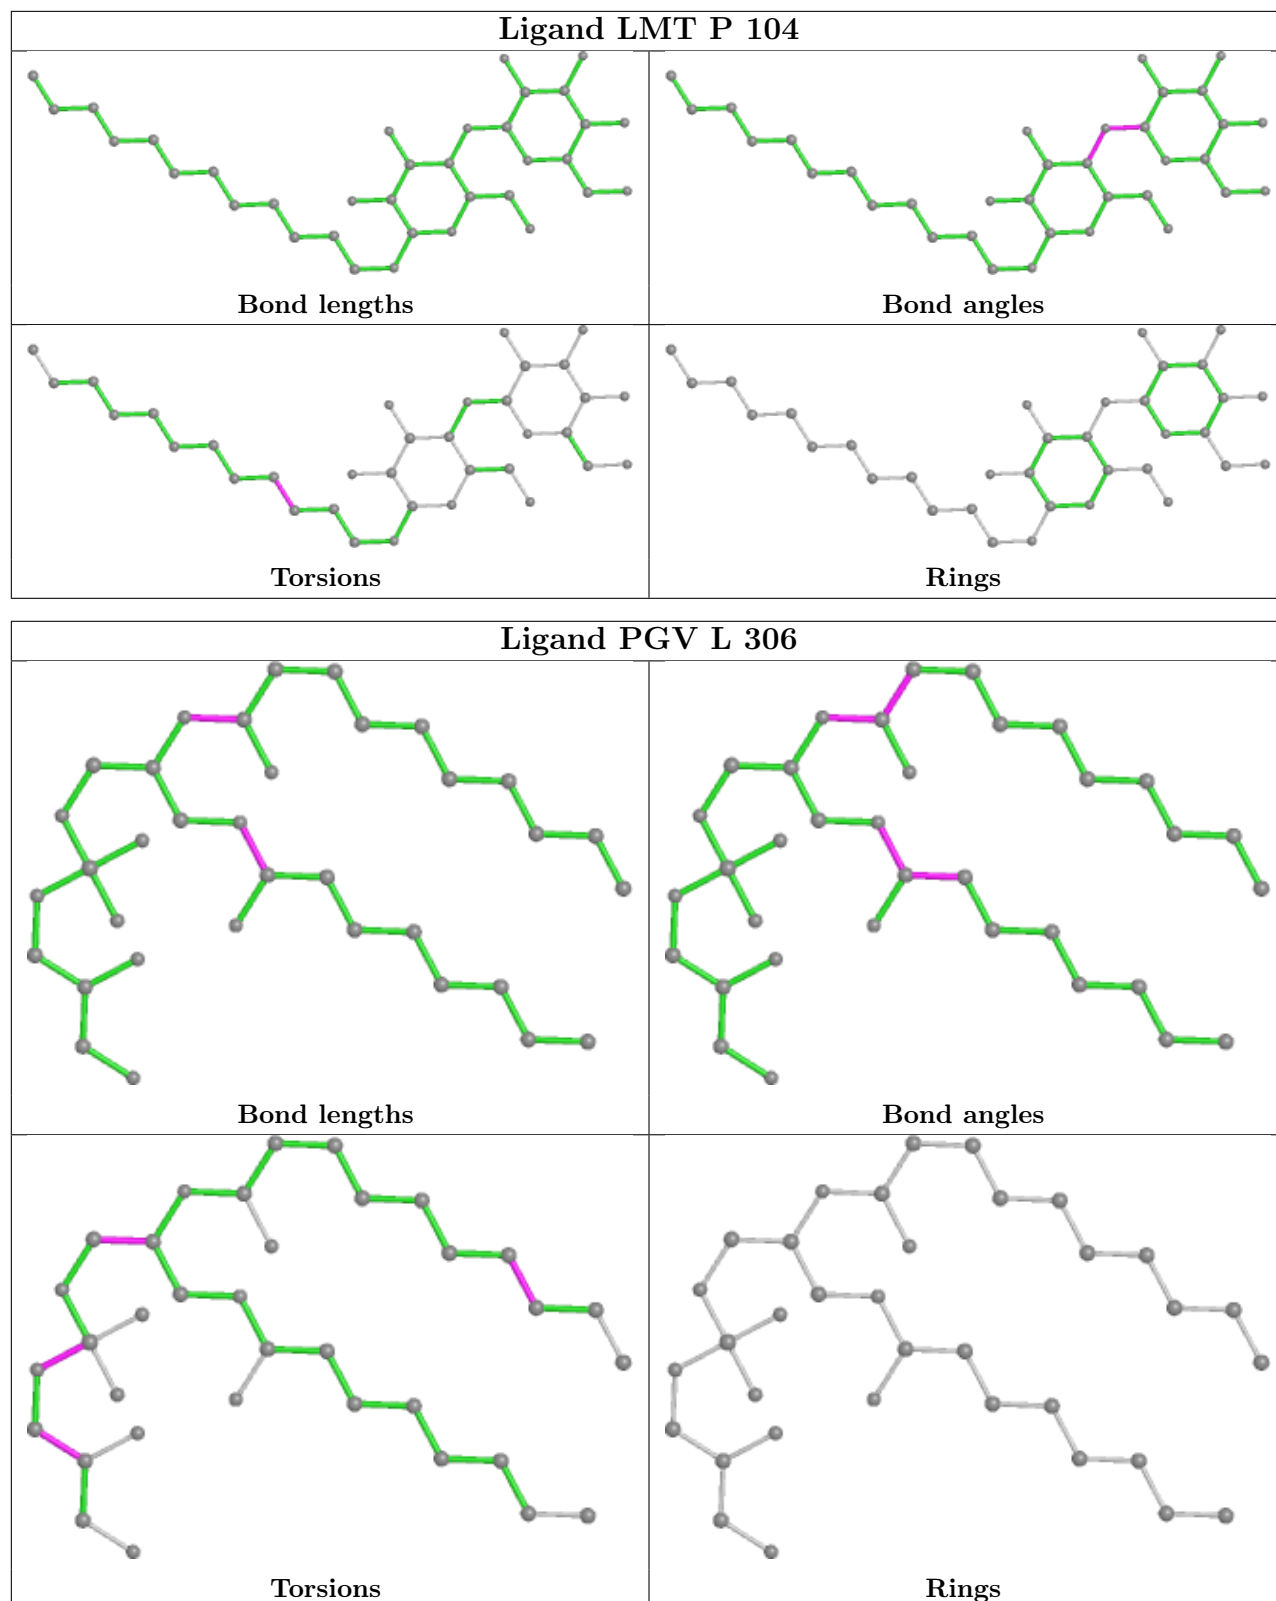 Ligand LMT P 104
Bond lengths
Bond angles
Torsions
Rings
Ligand PGV L 306
Bond lengths
Bond angles
Torsions
Rings